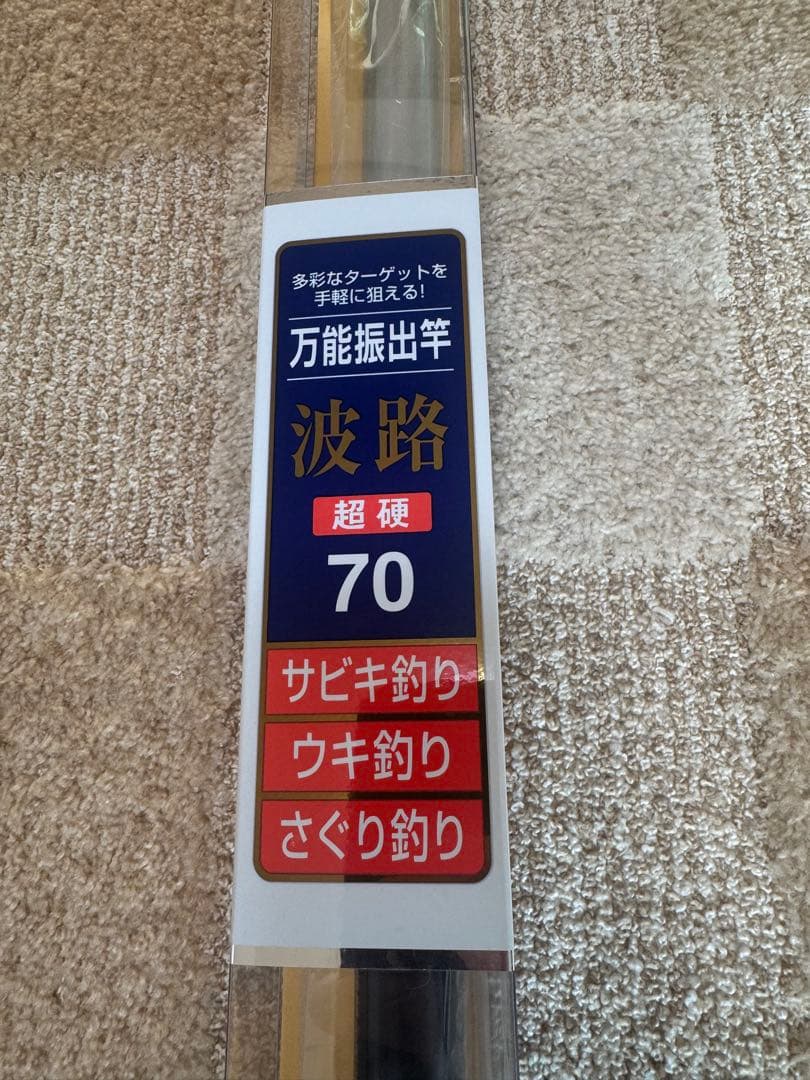 多彩なターゲットを
手軽に狙える!
万能振出竿
波路
超硬
70
サビキ釣り
ウキ釣り
さぐり釣り